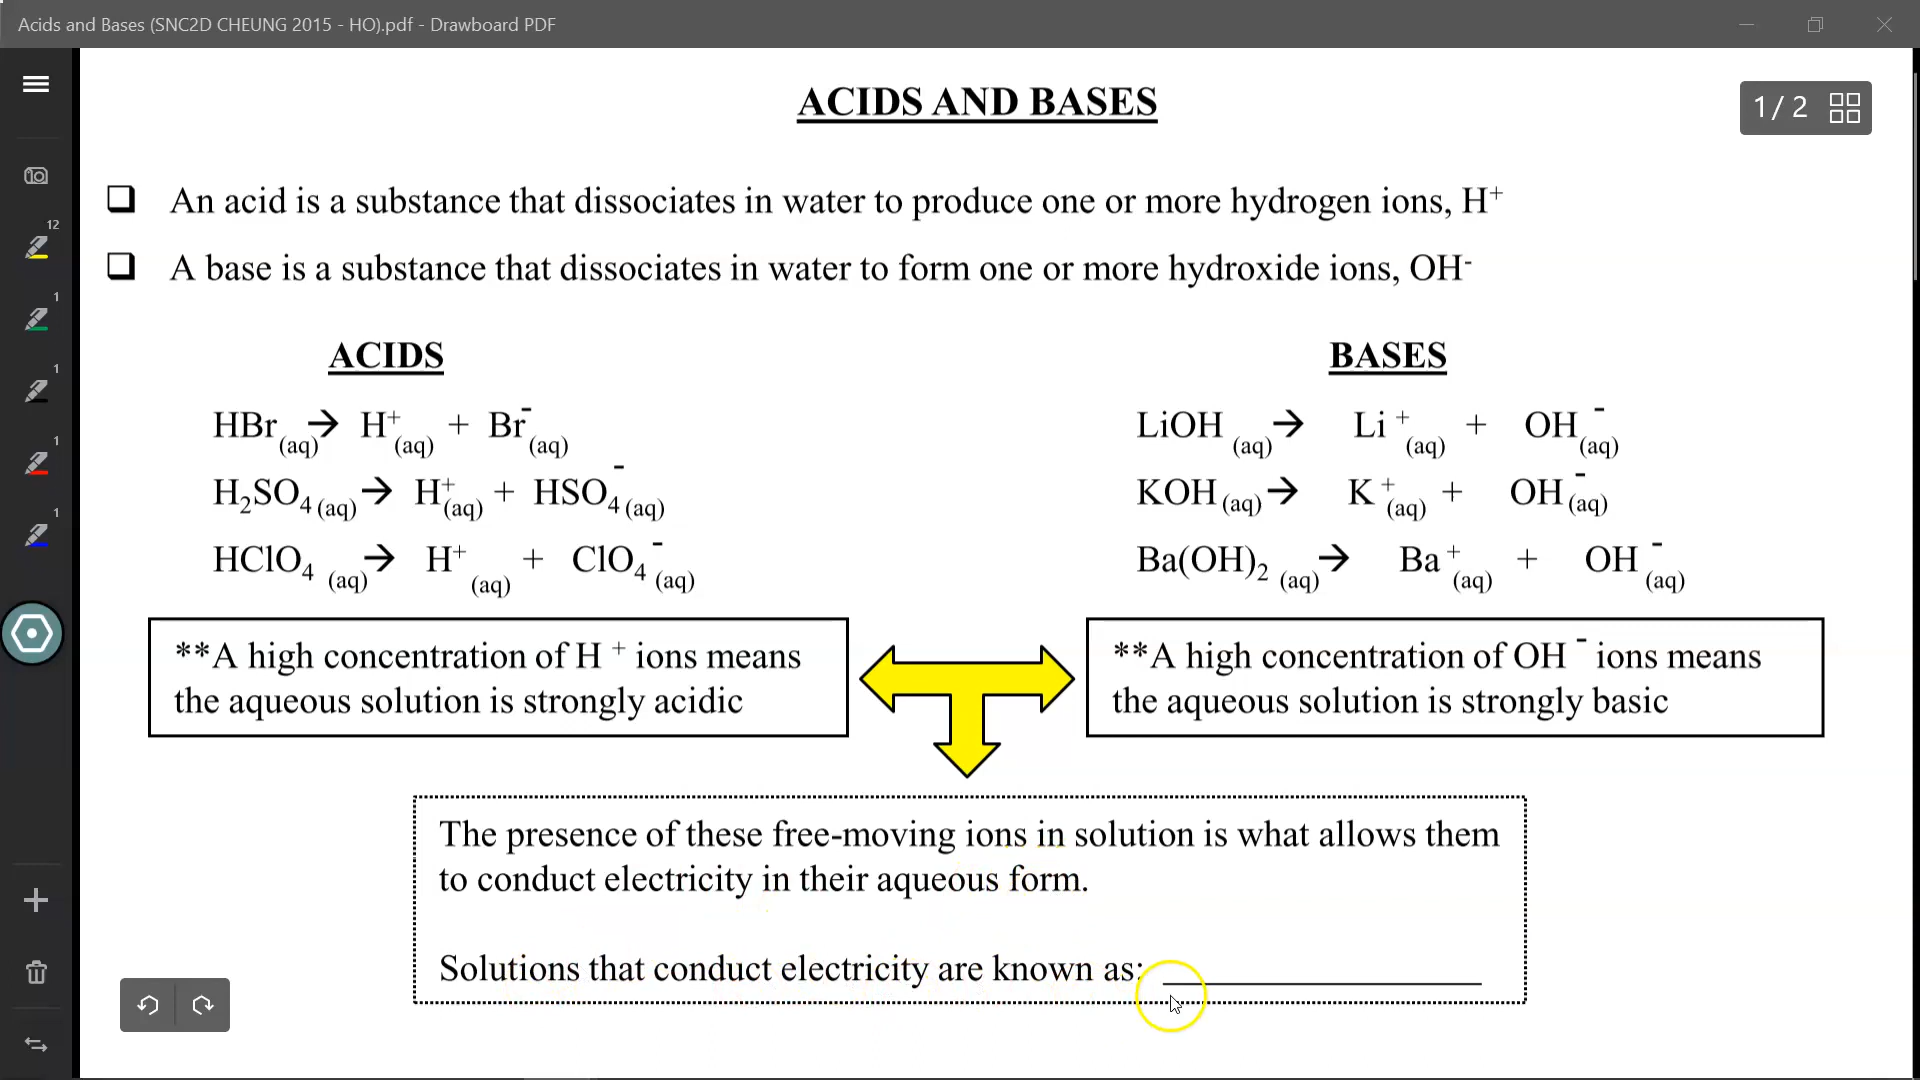 Acids and Bases (SNC2D CHEUNG 2015 - HO).pdf - Drawboard PDF
1 / 2
ACIDS AND BASES
❑ An acid is a substance that dissociates in water to produce one or more hydrogen ions, H⁺
❑ A base is a substance that dissociates in water to form one or more hydroxide ions, OH⁻
12
1
1
1
1
ACIDS
HBr(aq) → H⁺(aq) + Br⁻(aq)
H₂SO₄(aq) → H⁺(aq) + HSO₄⁻(aq)
HClO₄(aq) → H⁺(aq) + ClO₄⁻(aq)
**A high concentration of H⁺ ions means
the aqueous solution is strongly acidic
BASES
LiOH(aq) → Li⁺(aq) + OH⁻(aq)
KOH(aq) → K⁺(aq) + OH⁻(aq)
Ba(OH)₂(aq) → Ba⁺(aq) + OH⁻(aq)
**A high concentration of OH⁻ ions means
the aqueous solution is strongly basic
The presence of these free-moving ions in solution is what allows them
to conduct electricity in their aqueous form.
Solutions that conduct electricity are known as: ____________________